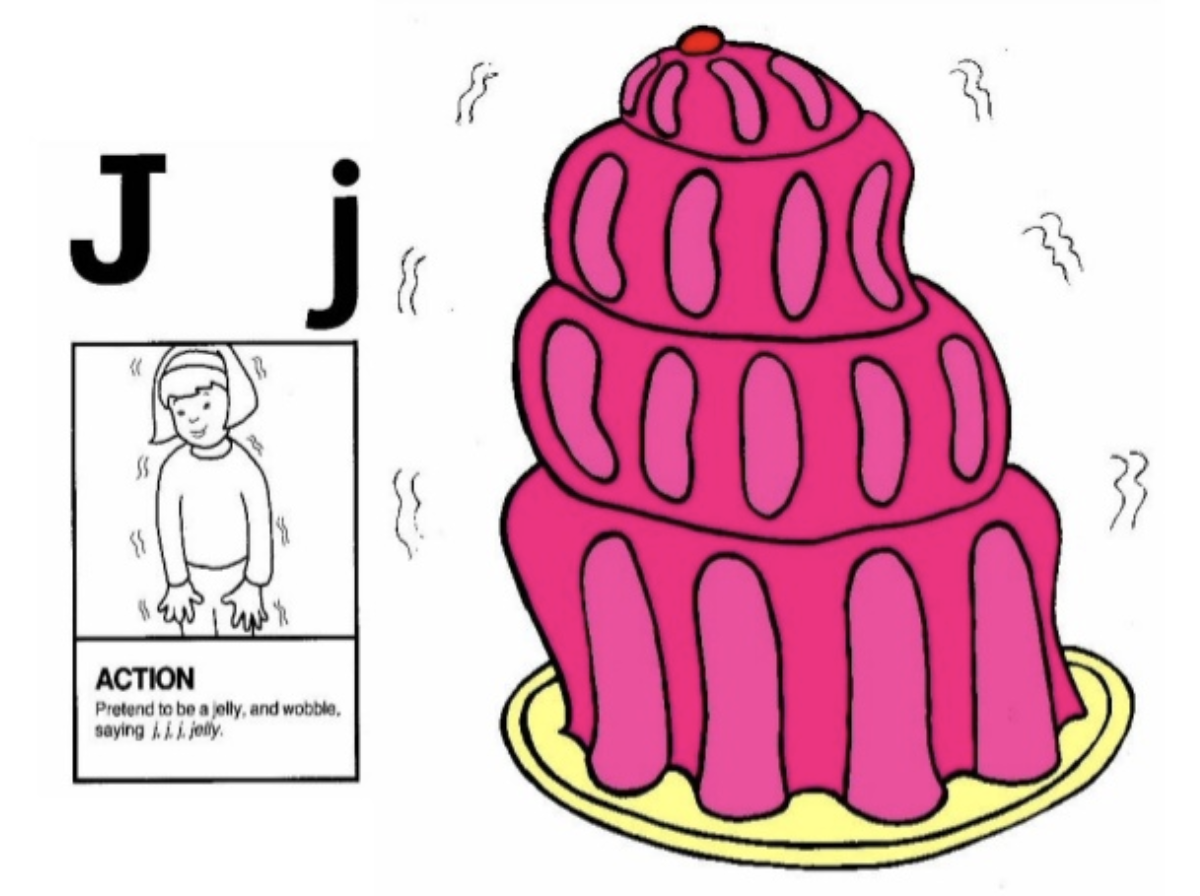 J j
ACTION
Pretend to be a jelly, and wobble,
saying j, j, j, jelly.